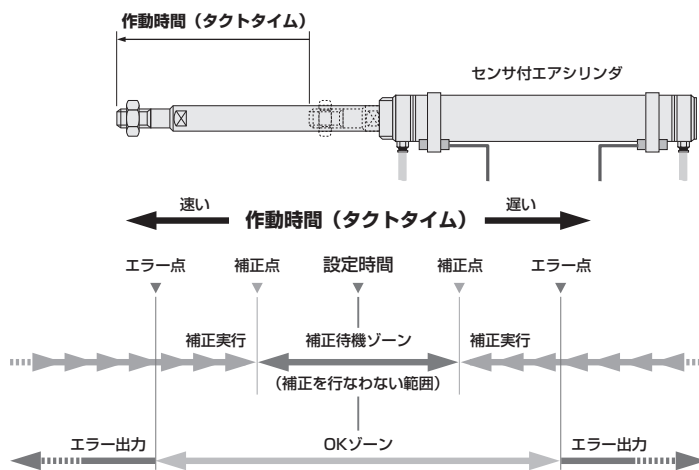 作動時間（タクトタイム）
センサ付エアシリンダ
速い
作動時間（タクトタイム）
遅い
エラー点
補正点
設定時間
補正点
エラー点
補正実行
補正待機ゾーン
補正実行
（補正を行なわない範囲）
エラー出力
OKゾーン
エラー出力